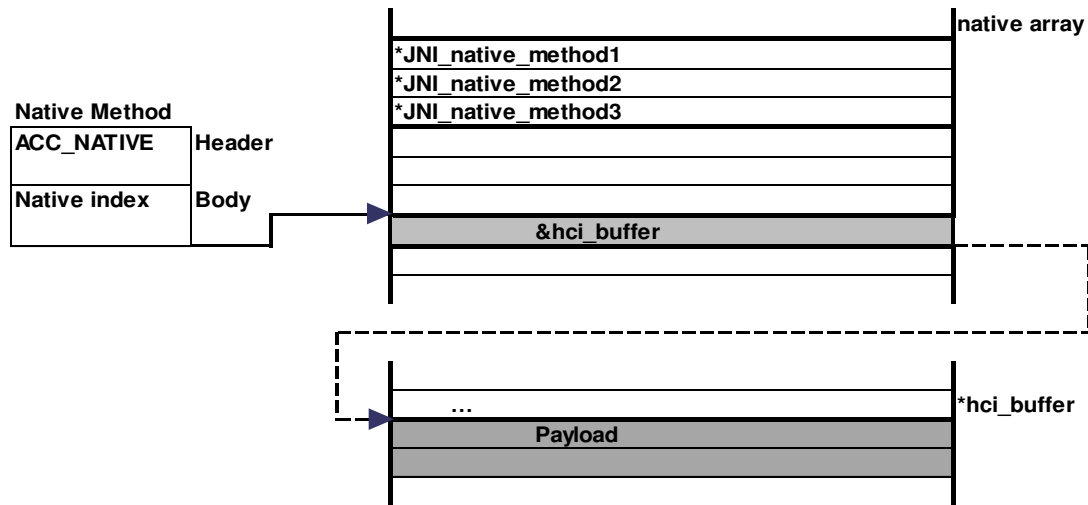 native array
*JNI_native_method1
*JNI_native_method2
*JNI_native_method3
Native Method
ACC_NATIVE Header
Native index Body
&hci_buffer
... *hci_buffer
Payload